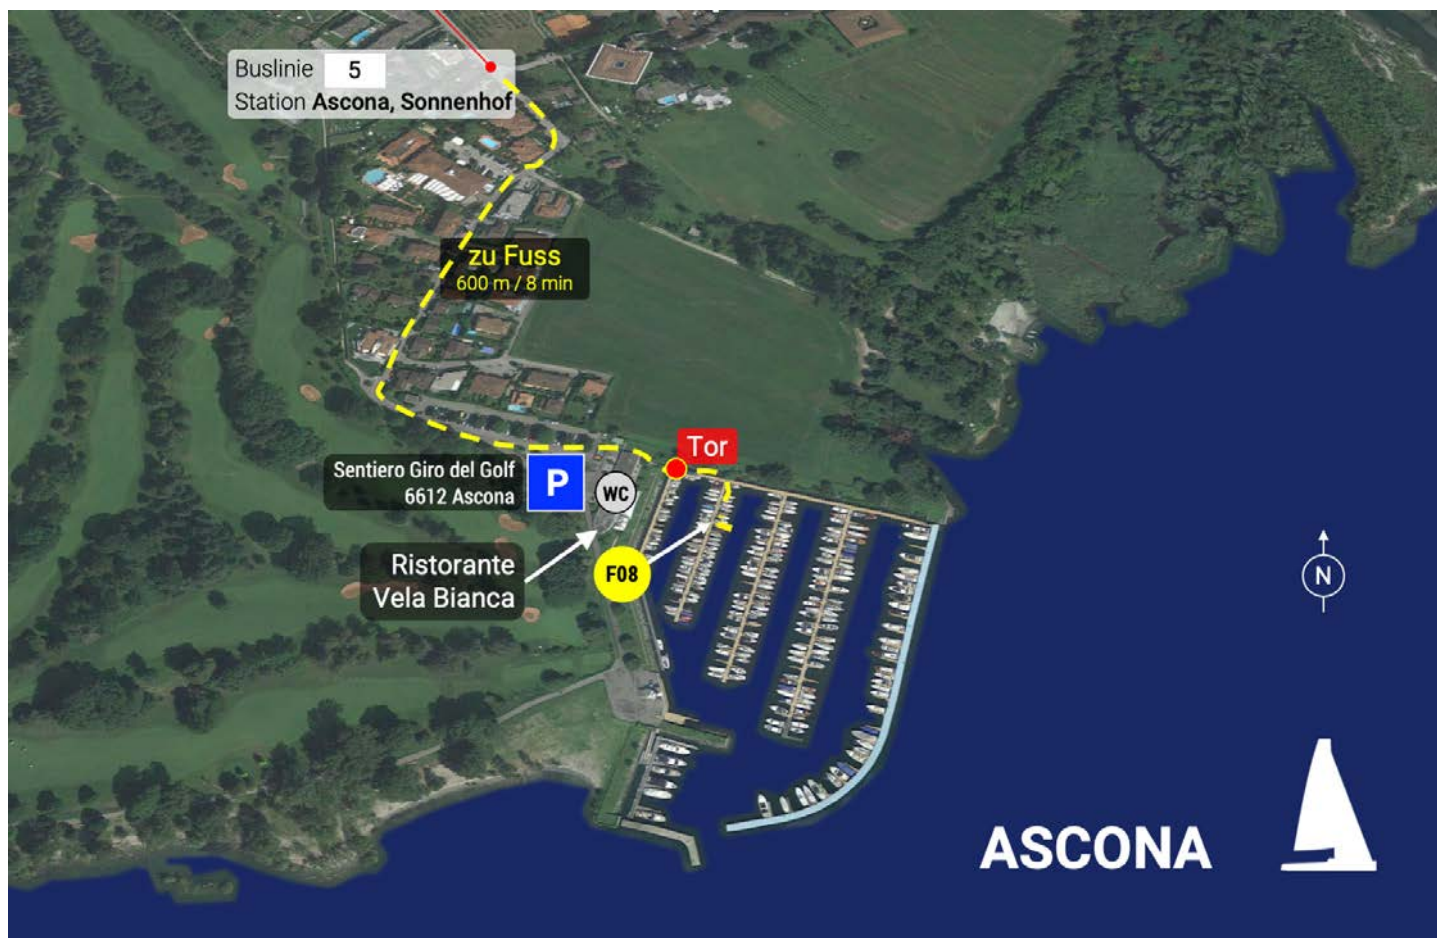 Buslinie 5
Station Ascona, Sonnenhof
zu Fuss
600 m / 8 min
Tor
Sentiero Giro del Golf
6612 Ascona
P
WC
Ristorante
Vela Bianca
F08
N
ASCONA